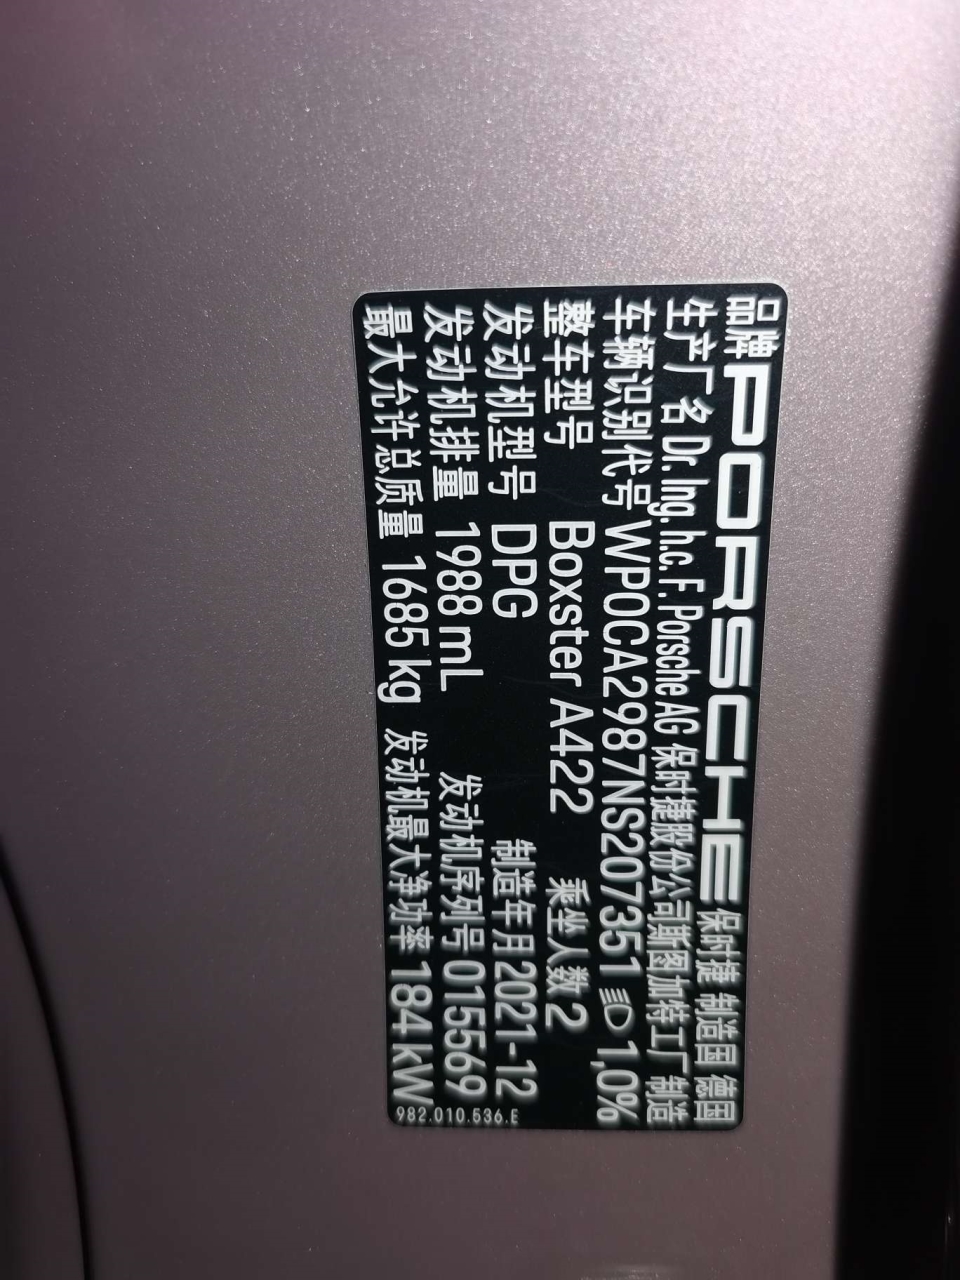 品牌 PORSCHE 保时捷 制造国 德国
生产厂名 Dr. Ing. h.c. F. Porsche AG 保时捷股份公司斯图加特工厂 制造
车辆识别代号 WP0CA2987NS207351 1,0%
整车型号 Boxster A422 乘坐人数 2
发动机型号 DPG 制造年月 2021-12
发动机排量 1988 mL 发动机序列号 015569
最大允许总质量 1685 kg 发动机最大净功率 184 kW
982.010.536.E